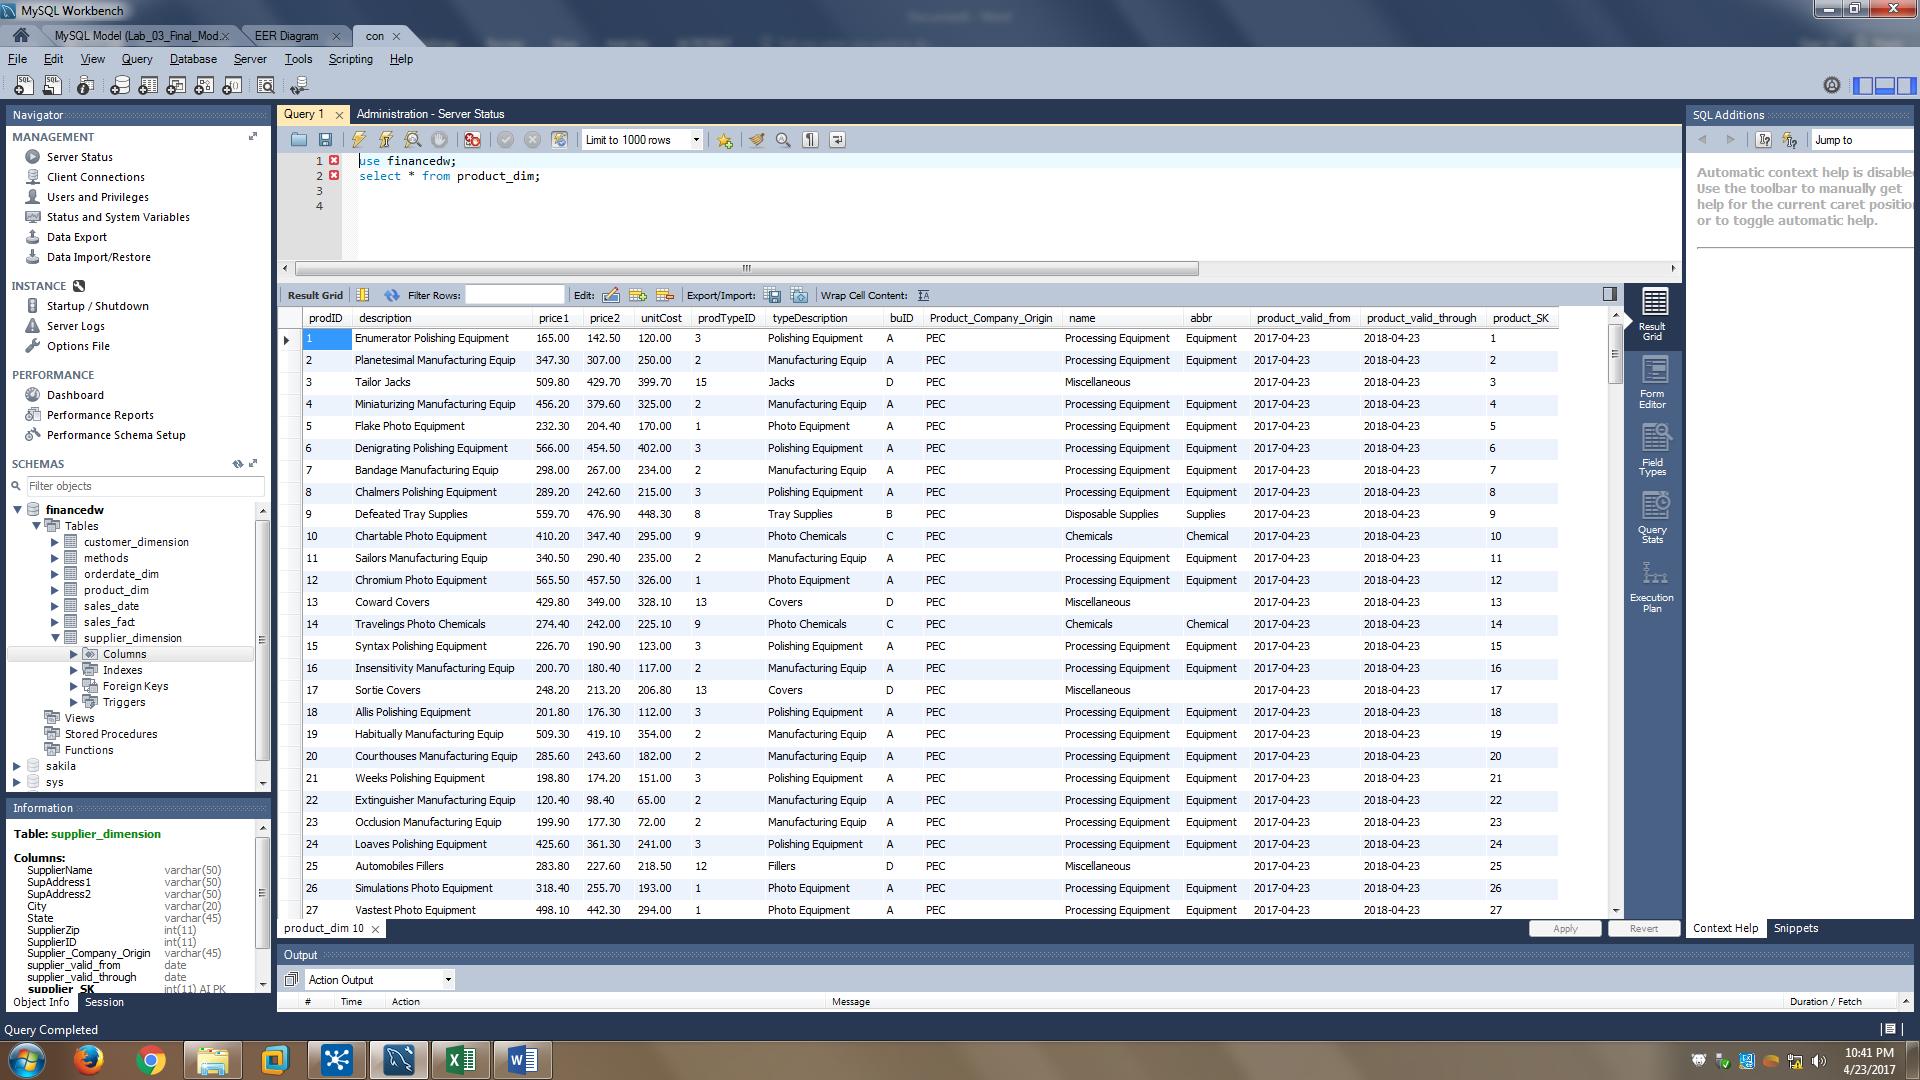 MySQL Workbench
MySQL Model (Lab_03_Final_Mod.× EER Diagram × con ×
File Edit View Query Database Server Tools Scripting Help
Navigator
MANAGEMENT
Server Status
Client Connections
Users and Privileges
Status and System Variables
Data Export
Data Import/Restore
INSTANCE
Startup / Shutdown
Server Logs
Options File
PERFORMANCE
Dashboard
Performance Reports
Performance Schema Setup
SCHEMAS
Filter objects
financedw
Tables
customer_dimension
methods
orderdate_dim
product_dim
sales_date
sales_fact
supplier_dimension
Columns
Indexes
Foreign Keys
Triggers
Views
Stored Procedures
Functions
sakila
sys
Information
Table: supplier_dimension
Columns:
SupplierName varchar(50)
SupAddress1 varchar(50)
SupAddress2 varchar(50)
City varchar(20)
State varchar(45)
SupplierZip int(11)
SupplierID int(11)
Supplier_Company_Origin varchar(45)
supplier_valid_from date
supplier_valid_through date
supplier_SK int(11) AI PK
Object Info Session
Query 1 × Administration - Server Status
Limit to 1000 rows
1 use financedw;
2 select * from product_dim;
3
4
Result Grid Filter Rows: Edit: Export/Import: Wrap Cell Content:
prodID description price1 price2 unitCost prodTypeID typeDescription buID Product_Company_Origin name abbr product_valid_from product_valid_through product_SK
1 Enumerator Polishing Equipment 165.00 142.50 120.00 3 Polishing Equipment A PEC Processing Equipment Equipment 2017-04-23 2018-04-23 1
2 Planetesimal Manufacturing Equip 347.30 307.00 250.00 2 Manufacturing Equip A PEC Processing Equipment Equipment 2017-04-23 2018-04-23 2
3 Tailor Jacks 509.80 429.70 399.70 15 Jacks D PEC Miscellaneous 2017-04-23 2018-04-23 3
4 Miniaturizing Manufacturing Equip 456.20 379.60 325.00 2 Manufacturing Equip A PEC Processing Equipment Equipment 2017-04-23 2018-04-23 4
5 Flake Photo Equipment 232.30 204.40 170.00 1 Photo Equipment A PEC Processing Equipment Equipment 2017-04-23 2018-04-23 5
6 Denigrating Polishing Equipment 566.00 454.50 402.00 3 Polishing Equipment A PEC Processing Equipment Equipment 2017-04-23 2018-04-23 6
7 Bandage Manufacturing Equip 298.00 267.00 234.00 2 Manufacturing Equip A PEC Processing Equipment Equipment 2017-04-23 2018-04-23 7
8 Chalmers Polishing Equipment 289.20 242.60 215.00 3 Polishing Equipment A PEC Processing Equipment Equipment 2017-04-23 2018-04-23 8
9 Defeated Tray Supplies 559.70 476.90 448.30 8 Tray Supplies B PEC Disposable Supplies Supplies 2017-04-23 2018-04-23 9
10 Chartable Photo Equipment 410.20 347.40 295.00 9 Photo Chemicals C PEC Chemicals Chemical 2017-04-23 2018-04-23 10
11 Sailors Manufacturing Equip 340.50 290.40 235.00 2 Manufacturing Equip A PEC Processing Equipment Equipment 2017-04-23 2018-04-23 11
12 Chromium Photo Equipment 565.50 457.50 326.00 1 Photo Equipment A PEC Processing Equipment Equipment 2017-04-23 2018-04-23 12
13 Coward Covers 429.80 349.00 328.10 13 Covers D PEC Miscellaneous 2017-04-23 2018-04-23 13
14 Travelings Photo Chemicals 274.40 242.00 225.10 9 Photo Chemicals C PEC Chemicals Chemical 2017-04-23 2018-04-23 14
15 Syntax Polishing Equipment 226.70 190.90 123.00 3 Polishing Equipment A PEC Processing Equipment Equipment 2017-04-23 2018-04-23 15
16 Insensitivity Manufacturing Equip 200.70 180.40 117.00 2 Manufacturing Equip A PEC Processing Equipment Equipment 2017-04-23 2018-04-23 16
17 Sortie Covers 248.20 213.20 206.80 13 Covers D PEC Miscellaneous 2017-04-23 2018-04-23 17
18 Allis Polishing Equipment 201.80 176.30 112.00 3 Polishing Equipment A PEC Processing Equipment Equipment 2017-04-23 2018-04-23 18
19 Habitually Manufacturing Equip 509.30 419.10 354.00 2 Manufacturing Equip A PEC Processing Equipment Equipment 2017-04-23 2018-04-23 19
20 Courthouses Manufacturing Equip 285.60 243.60 182.00 2 Manufacturing Equip A PEC Processing Equipment Equipment 2017-04-23 2018-04-23 20
21 Weeks Polishing Equipment 198.80 174.20 151.00 3 Polishing Equipment A PEC Processing Equipment Equipment 2017-04-23 2018-04-23 21
22 Extinguisher Manufacturing Equip 120.40 98.40 65.00 2 Manufacturing Equip A PEC Processing Equipment Equipment 2017-04-23 2018-04-23 22
23 Occlusion Manufacturing Equip 199.90 177.30 72.00 2 Manufacturing Equip A PEC Processing Equipment Equipment 2017-04-23 2018-04-23 23
24 Loaves Polishing Equipment 425.60 361.30 241.00 3 Polishing Equipment A PEC Processing Equipment Equipment 2017-04-23 2018-04-23 24
25 Automobiles Fillers 283.80 227.60 218.50 12 Fillers D PEC Miscellaneous 2017-04-23 2018-04-23 25
26 Simulations Photo Equipment 318.40 255.70 193.00 1 Photo Equipment A PEC Processing Equipment Equipment 2017-04-23 2018-04-23 26
27 Vastest Photo Equipment 498.10 442.30 294.00 1 Photo Equipment A PEC Processing Equipment Equipment 2017-04-23 2018-04-23 27
Result
Grid
Form
Editor
Field
Types
Query
Stats
Execution
Plan
product_dim 10 × Apply Revert
Output
Action Output
# Time Action Message Duration / Fetch
SQL Additions
Jump to
Automatic context help is disable
Use the toolbar to manually get
help for the current caret position
or to toggle automatic help.
Context Help Snippets
Query Completed
10:41 PM
4/23/2017